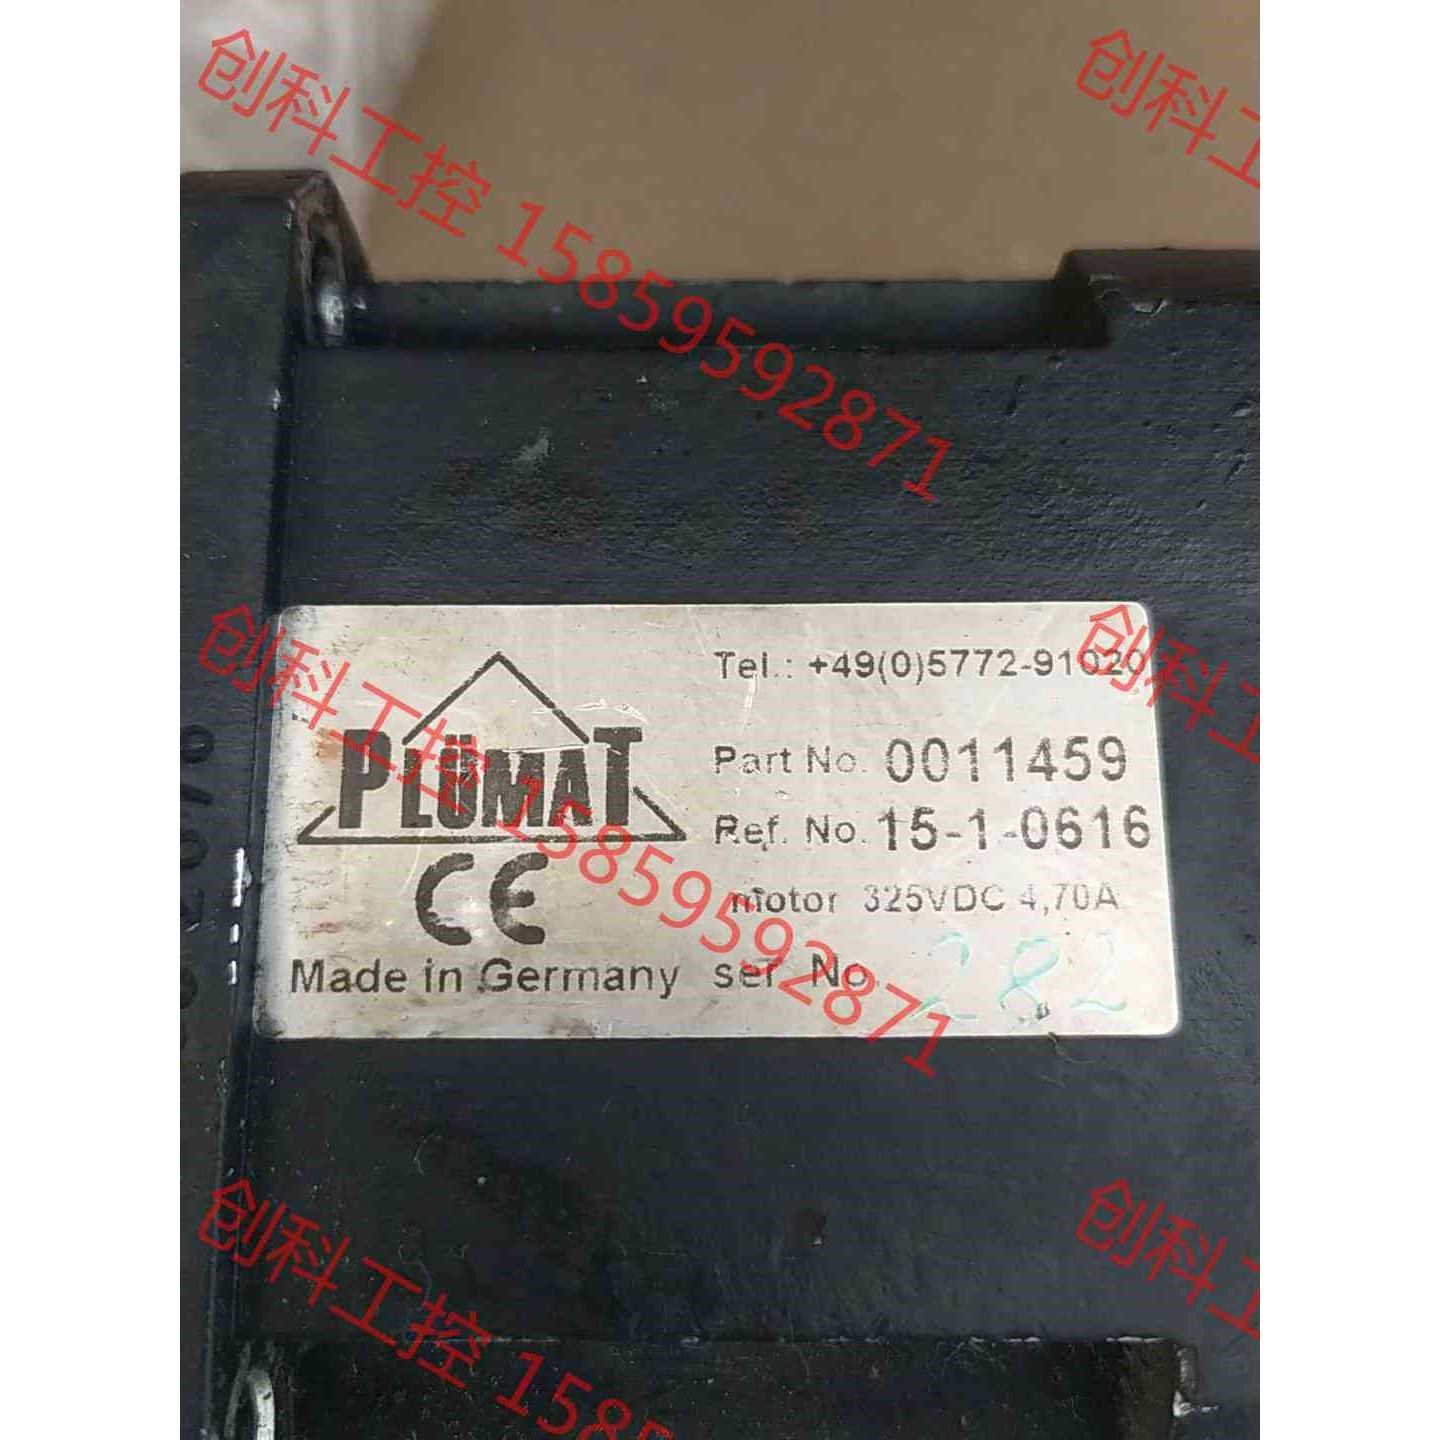 创科工控 15859592871
创科工
Tel.: +49(0)5772-91020
PLÜMAT
Part No. 0011459
Ref. No. 15-1-0616
CE
motor 325VDC 4,70A
Made in Germany
ser. No. 282
创科工控 15859592871
创科工
创科工控 1585
创科工